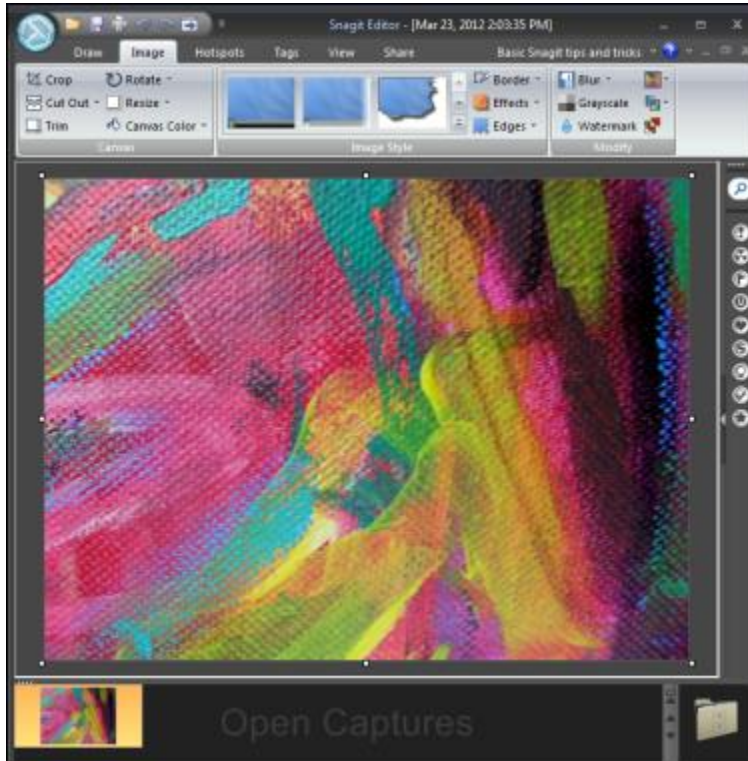 Snagit Editor - [Mar 23, 2012 2:03:35 PM]
Draw Image Hotspots Tags View Share Basic Snagit tips and tricks
Crop Rotate Border Blur
Cut Out Resize Effects Grayscale
Trim Canvas Color Edges Watermark
Canvas Image Style Modify
Open Captures